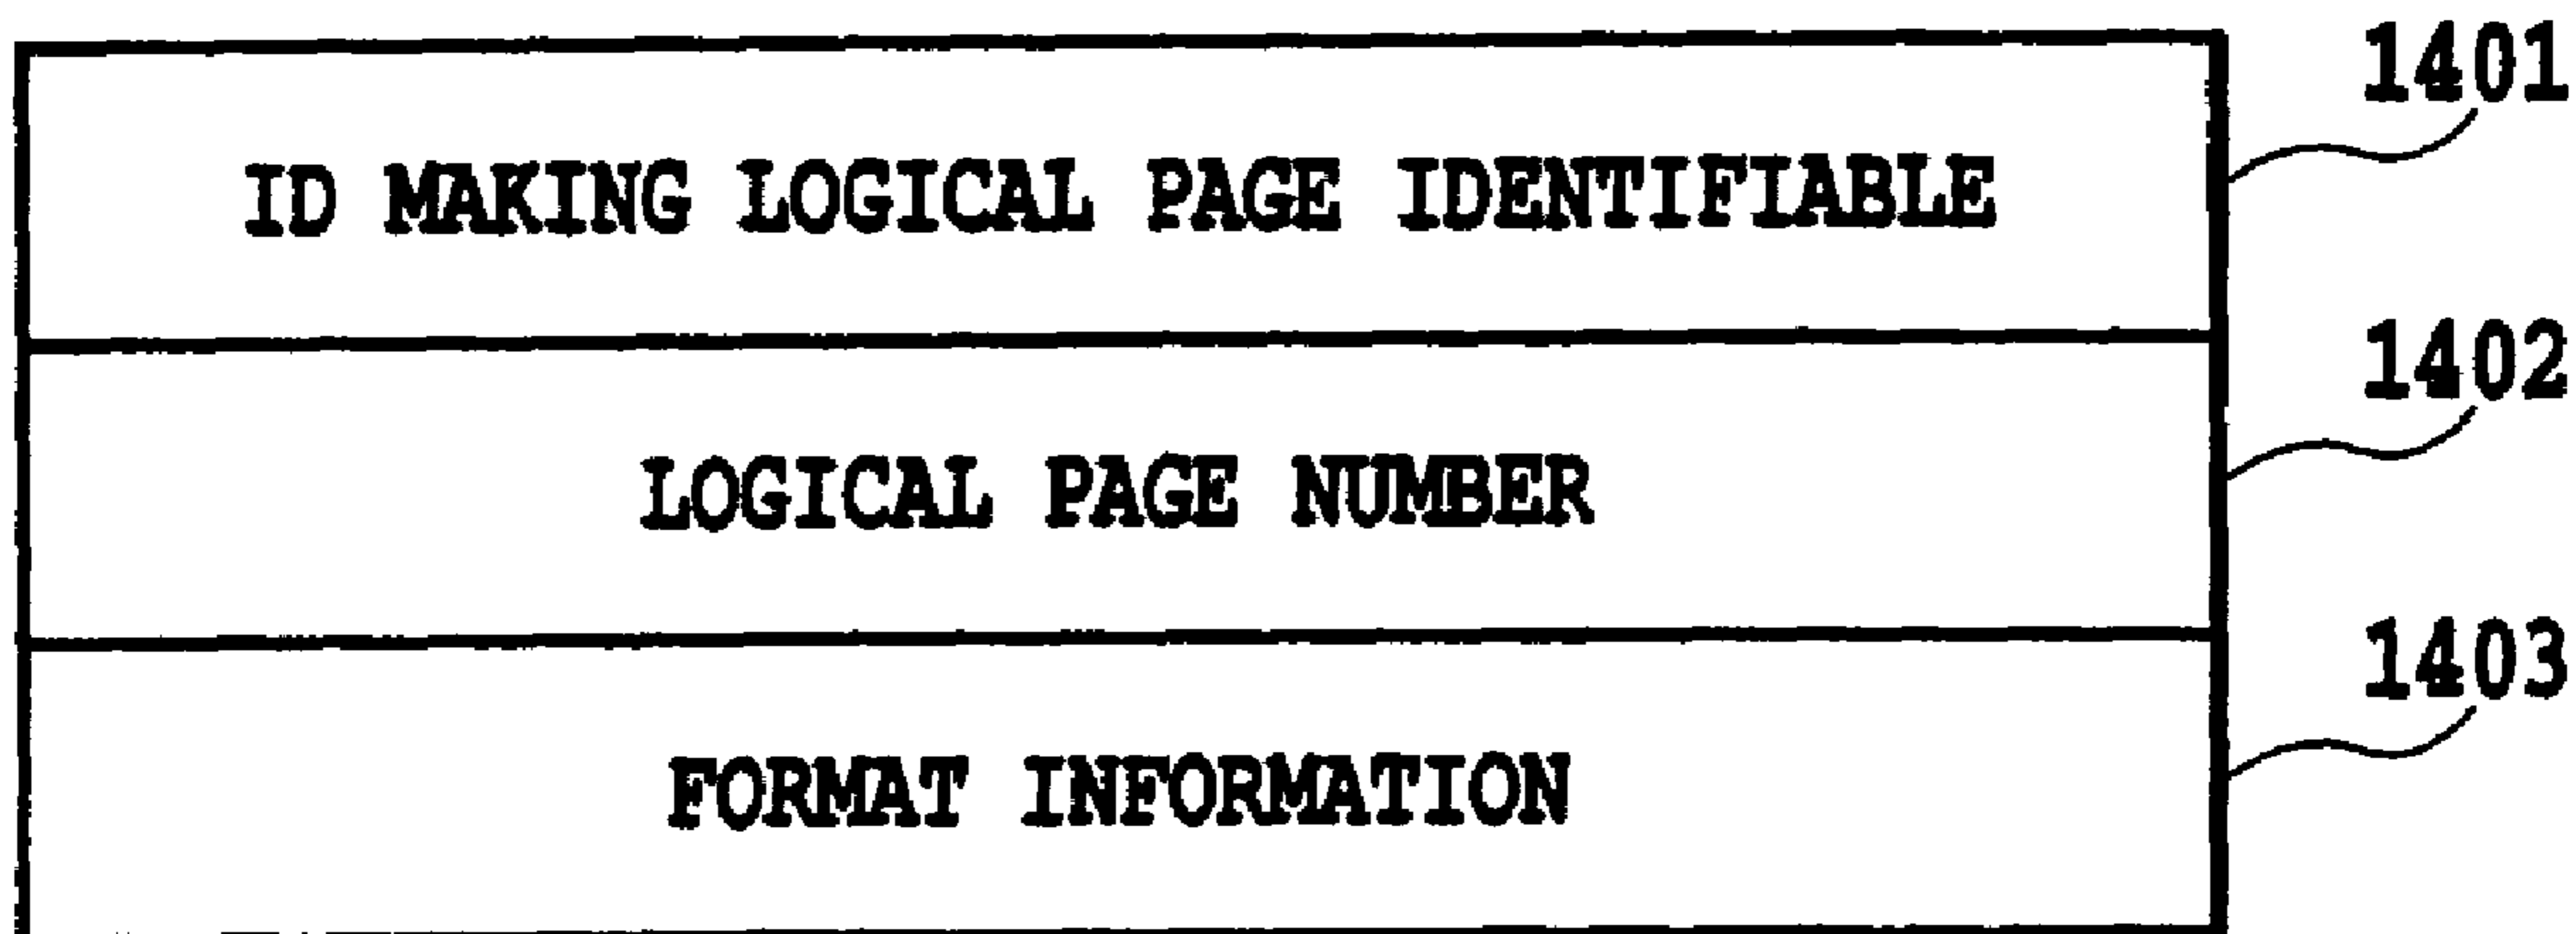 1401
ID MAKING LOGICAL PAGE IDENTIFIABLE
1402
LOGICAL PAGE NUMBER
1403
FORMAT INFORMATION